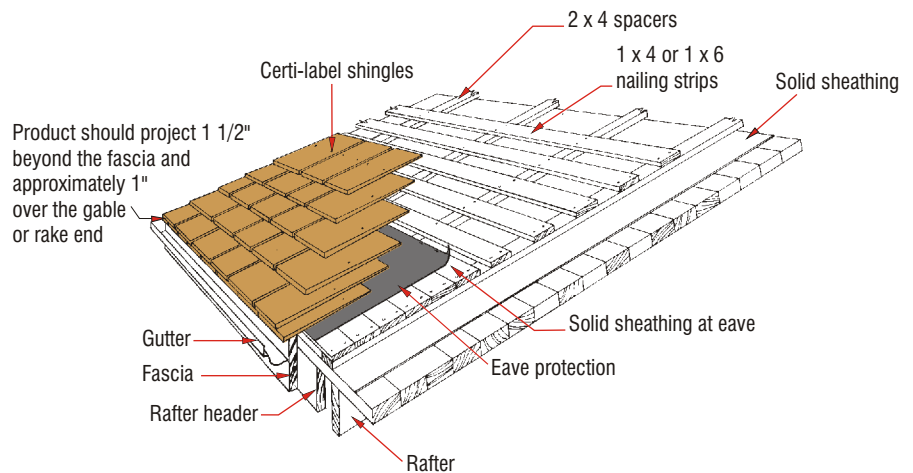 2 x 4 spacers
1 x 4 or 1 x 6
nailing strips
Certi-label shingles
Solid sheathing
Product should project 1 1/2"
beyond the fascia and
approximately 1"
over the gable
or rake end
Solid sheathing at eave
Gutter
Eave protection
Fascia
Rafter header
Rafter